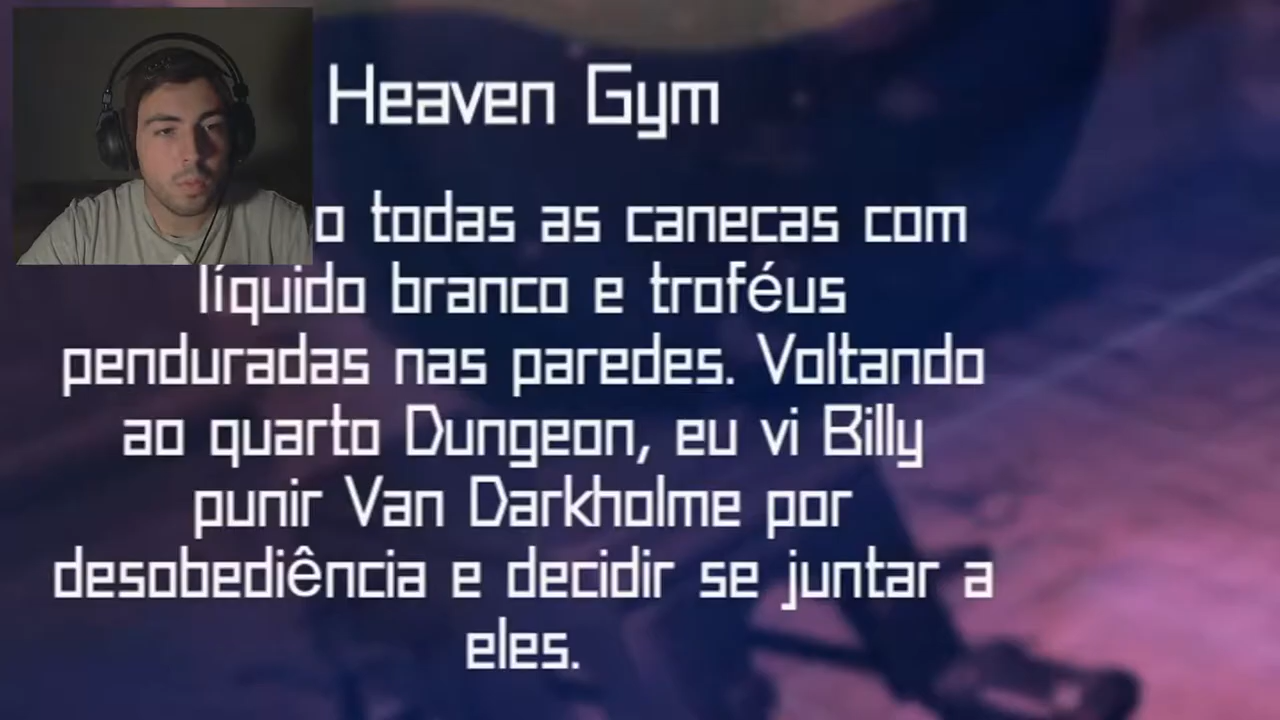 Heaven Gym
o todas as canecas com
líquido branco e troféus
penduradas nas paredes. Voltando
ao quarto Dungeon, eu vi Billy
punir Van Darkholme por
desobediência e decidir se juntar a
eles.